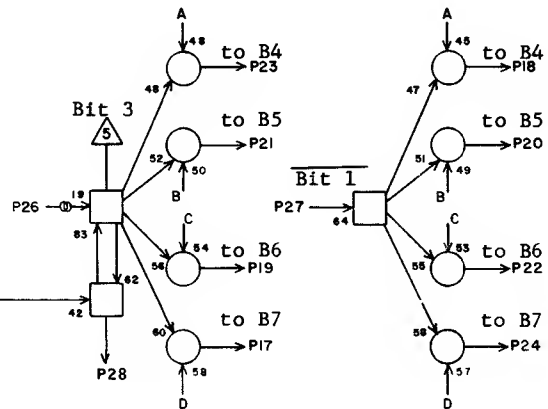 A A
48 45
to B4 to B4
P23 P18
48 47
Bit 3
5
to B5 to B5
P21 P20
52 50 51 49
B B
Bit 1
P26 19 P27 64
C C
54 53
83 62
to B6 to B6
56 P19 55 P22
42
to B7 to B7
60 P17 56 P24
58 57
P28
D D